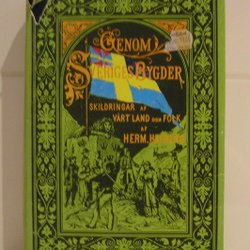 GENOM
SVERIGES BYGDER
SKILDRINGAR AF
VÅRT LAND OCH FOLK
AF
HERM.